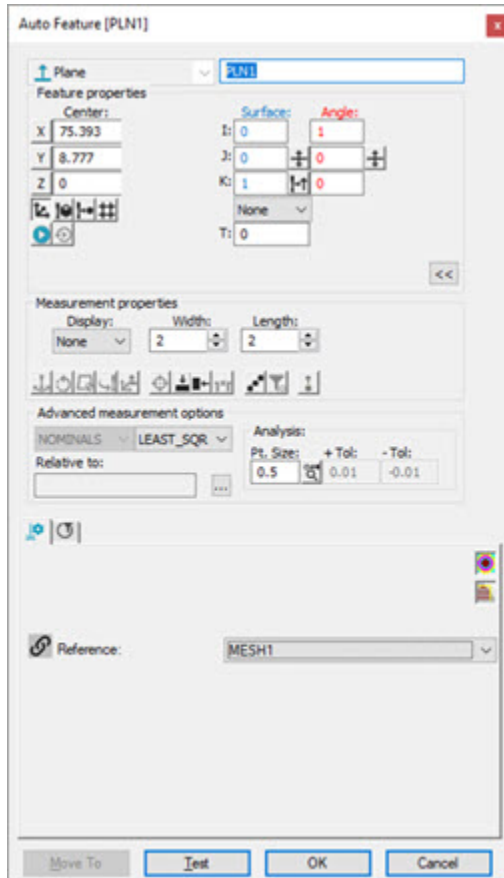 Auto Feature [PLN1]
x
Plane PLN1
Feature properties
Center: Surface: Angle:
X 75.393 I: 0 1
Y 8.777 J: 0 0
Z 0 K: 1 0
None
T: 0
<<
Measurement properties
Display: Width: Length:
None 2 2
Advanced measurement options
NOMINALS LEAST_SQR Analysis:
Relative to: Pt. Size: + Tol: - Tol:
... 0.5 0.01 -0.01
Reference: MESH1
Move To Test OK Cancel